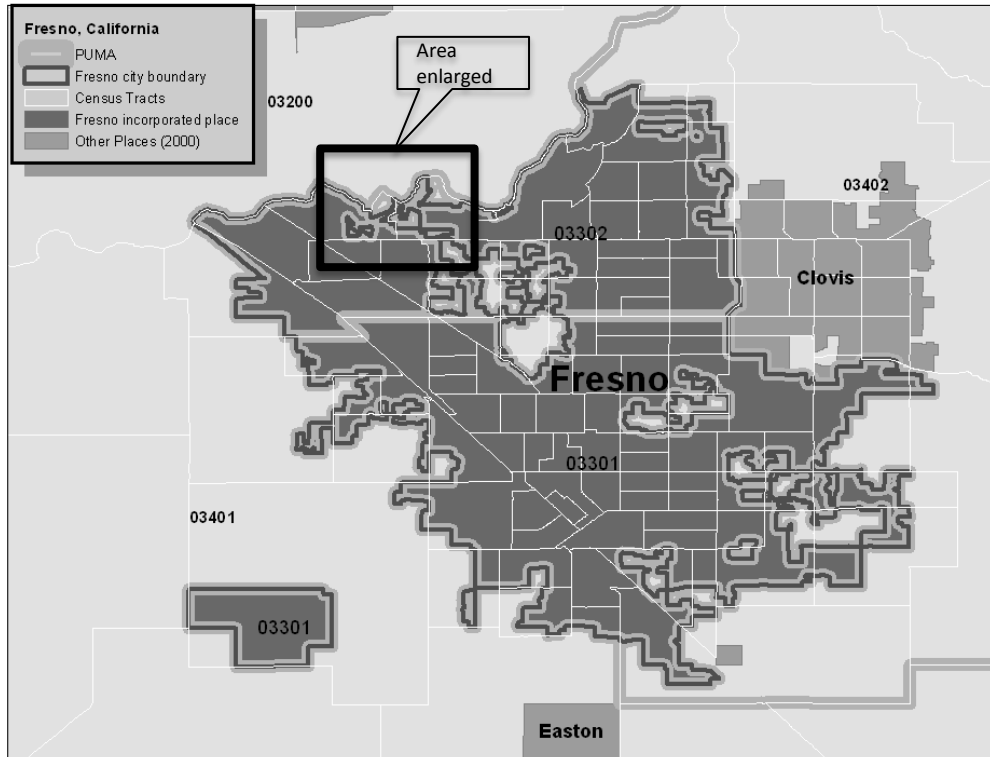 Fresno, California
PUMA
Fresno city boundary
Census Tracts
Fresno incorporated place
Other Places (2000)
Area
enlarged
03200
03402
03302
Clovis
Fresno
03301
03401
03301
Easton